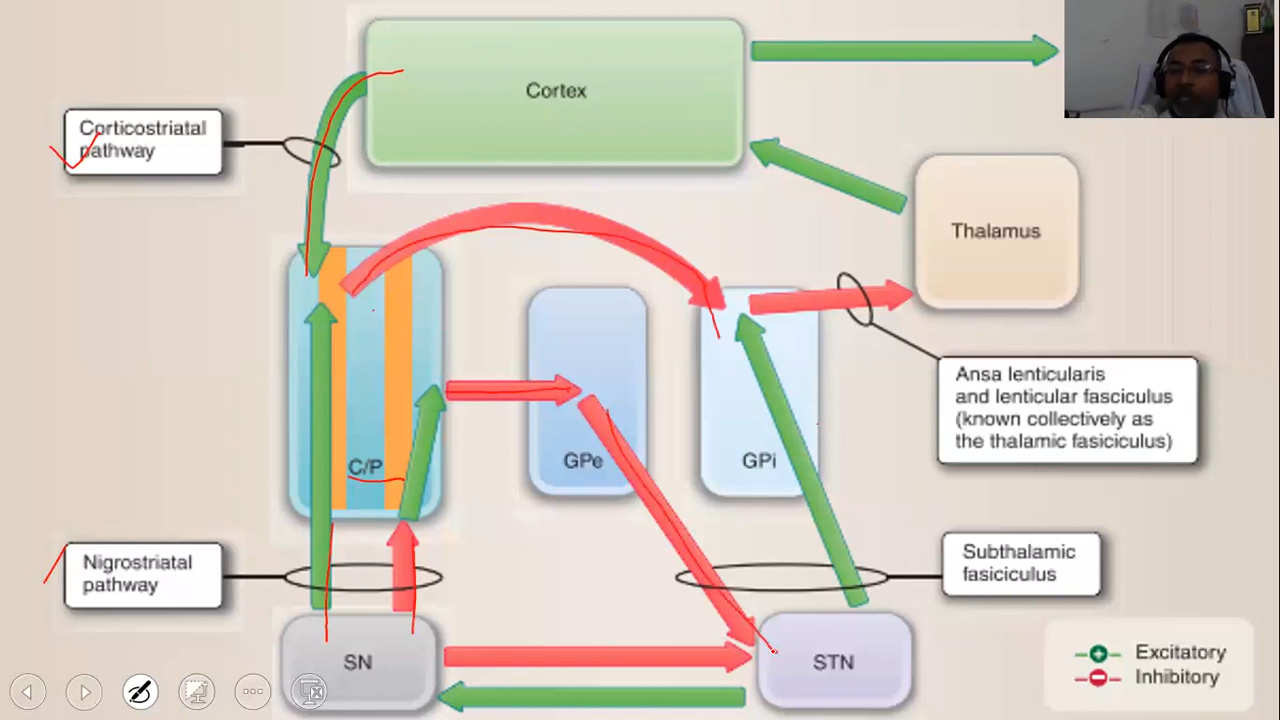 Cortex
Corticostriatal
pathway
Thalamus
Ansa lenticularis
and lenticular fasciculus
(known collectively as
the thalamic fasiciculus)
C/P
GPe
GPi
Nigrostriatal
pathway
Subthalamic
fasiciculus
SN
STN
Excitatory
Inhibitory